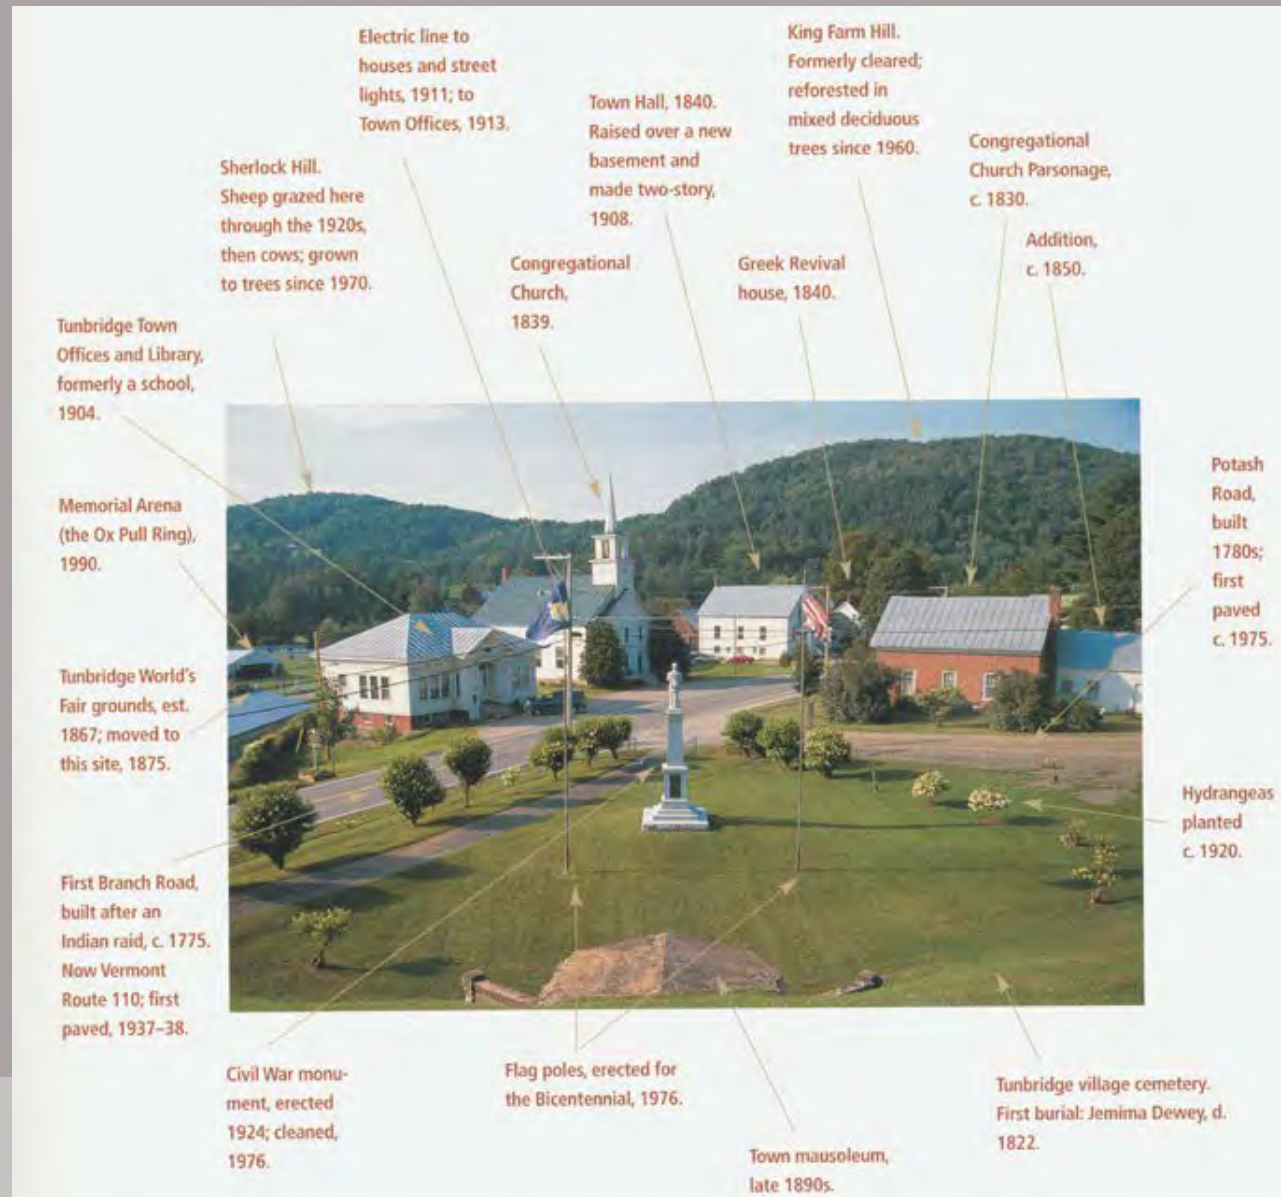 Electric line to
houses and street
lights, 1911; to
Town Offices, 1913.
King Farm Hill.
Formerly cleared;
reforested in
mixed deciduous
trees since 1960.
Town Hall, 1840.
Raised over a new
basement and
made two-story,
1908.
Congregational
Church Parsonage,
c. 1830.
Sherlock Hill.
Sheep grazed here
through the 1920s,
then cows; grown
to trees since 1970.
Addition,
c. 1850.
Congregational
Church,
1839.
Greek Revival
house, 1840.
Tunbridge Town
Offices and Library,
formerly a school,
1904.
Potash
Road,
built
1780s;
first
paved
c. 1975.
Memorial Arena
(the Ox Pull Ring),
1990.
Tunbridge World's
Fair grounds, est.
1867; moved to
this site, 1875.
Hydrangeas
planted
c. 1920.
First Branch Road,
built after an
Indian raid, c. 1775.
Now Vermont
Route 110; first
paved, 1937–38.
Civil War monu-
ment, erected
1924; cleaned,
1976.
Flag poles, erected for
the Bicentennial, 1976.
Tunbridge village cemetery.
First burial: Jemima Dewey, d.
1822.
Town mausoleum,
late 1890s.